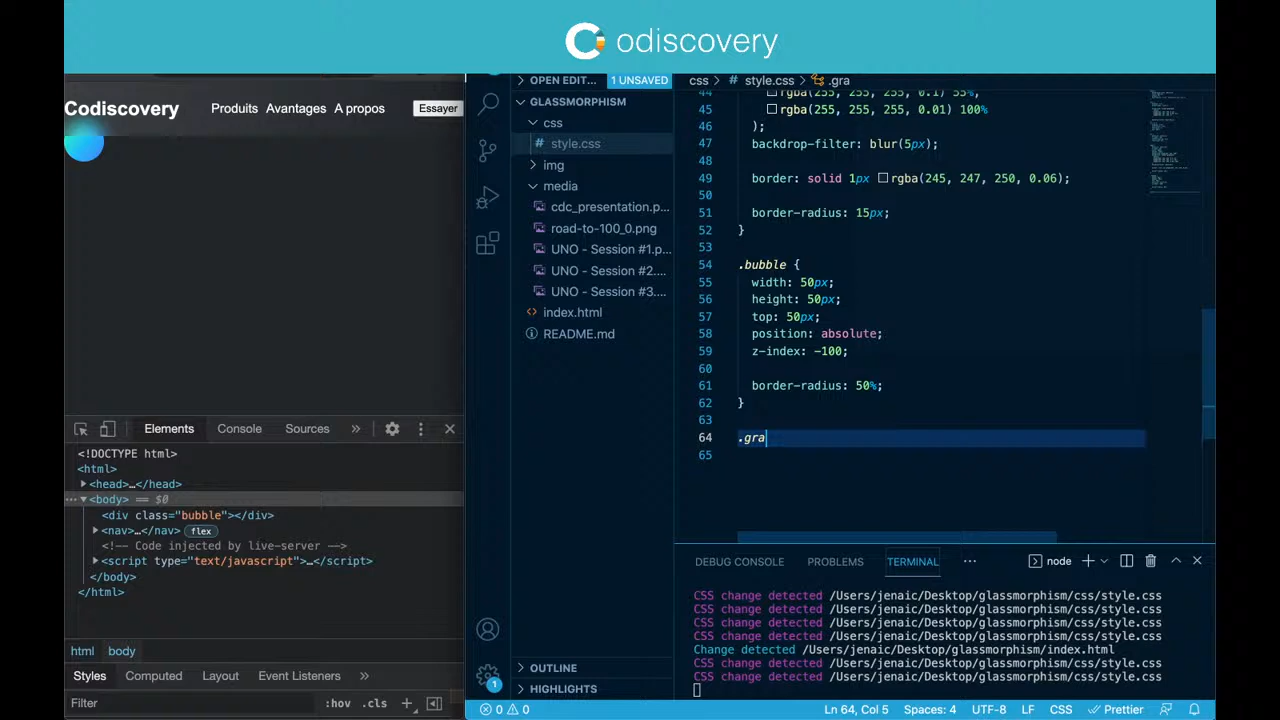 odiscovery
Codiscovery
Produits Avantages A propos
Essayer
<!DOCTYPE html>
<html>
<head>…</head>
<body> == $0
<div class="bubble"></div>
<nav>…</nav> flex
<!-- Code injected by live-server -->
<script type="text/javascript">…</script>
</body>
</html>
Elements Console Sources »
html body
Styles Computed Layout Event Listeners »
Filter :hov .cls +
OPEN EDIT... 1 UNSAVED
GLASSMORPHISM
css
# style.css
img
media
cdc_presentation.p...
road-to-100_0.png
UNO - Session #1.p...
UNO - Session #2....
UNO - Session #3....
<> index.html
README.md
OUTLINE
HIGHLIGHTS
1
css > # style.css > .gra
44 rgba(255, 255, 255, 0.1) 55%,
45 rgba(255, 255, 255, 0.01) 100%
46 );
47 backdrop-filter: blur(5px);
48
49 border: solid 1px rgba(245, 247, 250, 0.06);
50
51 border-radius: 15px;
52 }
53
54 .bubble {
55 width: 50px;
56 height: 50px;
57 top: 50px;
58 position: absolute;
59 z-index: -100;
60
61 border-radius: 50%;
62 }
63
64 .gra
65
DEBUG CONSOLE PROBLEMS TERMINAL ... node
CSS change detected /Users/jenaic/Desktop/glassmorphism/css/style.css
CSS change detected /Users/jenaic/Desktop/glassmorphism/css/style.css
CSS change detected /Users/jenaic/Desktop/glassmorphism/css/style.css
CSS change detected /Users/jenaic/Desktop/glassmorphism/css/style.css
Change detected /Users/jenaic/Desktop/glassmorphism/index.html
CSS change detected /Users/jenaic/Desktop/glassmorphism/css/style.css
CSS change detected /Users/jenaic/Desktop/glassmorphism/css/style.css
0 0 Ln 64, Col 5 Spaces: 4 UTF-8 LF CSS Prettier